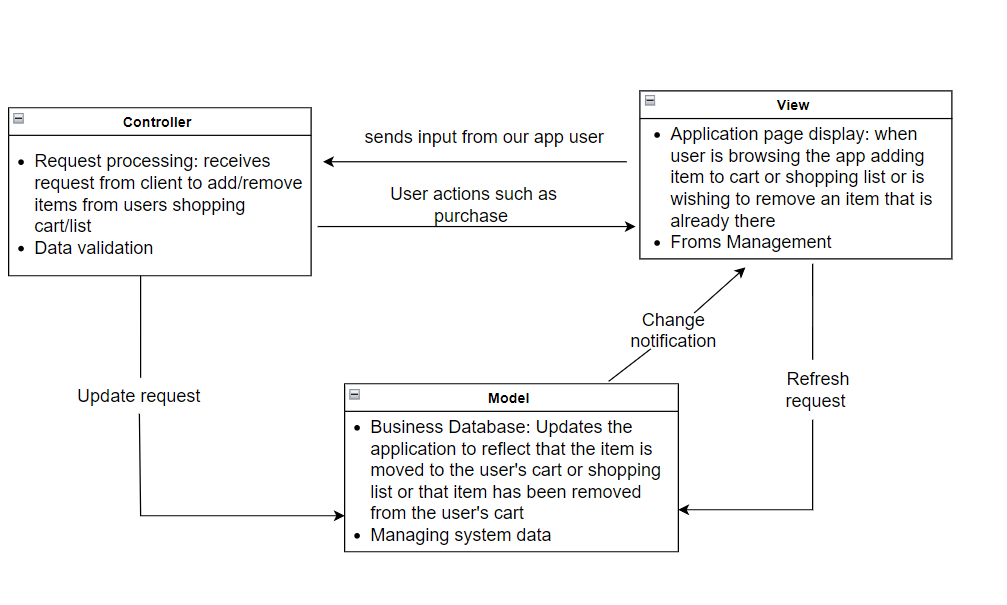 Controller
• Request processing: receives
request from client to add/remove
items from users shopping
cart/list
• Data validation
sends input from our app user
User actions such as
purchase
View
• Application page display: when
user is browsing the app adding
item to cart or shopping list or is
wishing to remove an item that is
already there
• Froms Management
Update request
Change
notification
Refresh
request
Model
• Business Database: Updates the
application to reflect that the item is
moved to the user's cart or shopping
list or that item has been removed
from the user's cart
• Managing system data